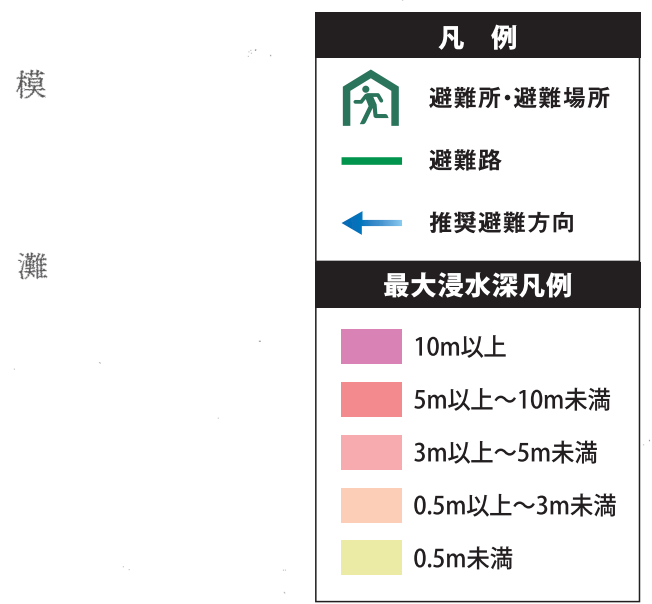 模
灘
凡 例
避難所・避難場所
避難路
推奨避難方向
最大浸水深凡例
10m以上
5m以上～10m未満
3m以上～5m未満
0.5m以上～3m未満
0.5m未満